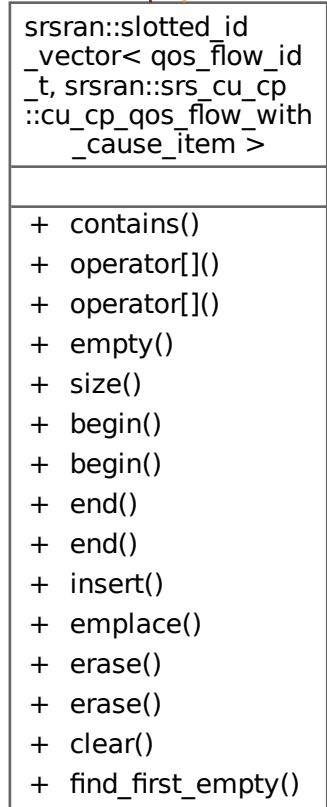 srsran::slotted_id
_vector< qos_flow_id
_t, srsran::srs_cu_cp
::cu_cp_qos_flow_with
_cause_item >
+ contains()
+ operator[]()
+ operator[]()
+ empty()
+ size()
+ begin()
+ begin()
+ end()
+ end()
+ insert()
+ emplace()
+ erase()
+ erase()
+ clear()
+ find_first_empty()